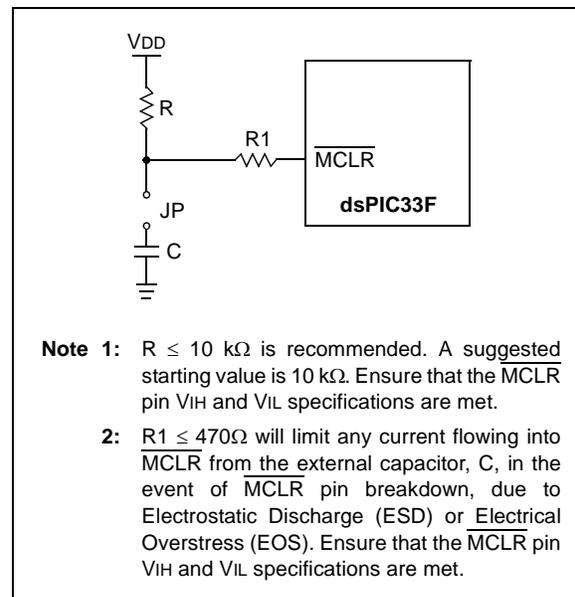 VDD
R
R1
MCLR
dsPIC33F
JP
C
Note 1: R ≤ 10 kΩ is recommended. A suggested
starting value is 10 kΩ. Ensure that the MCLR
pin VIH and VIL specifications are met.
2: R1 ≤ 470Ω will limit any current flowing into
MCLR from the external capacitor, C, in the
event of MCLR pin breakdown, due to
Electrostatic Discharge (ESD) or Electrical
Overstress (EOS). Ensure that the MCLR pin
VIH and VIL specifications are met.